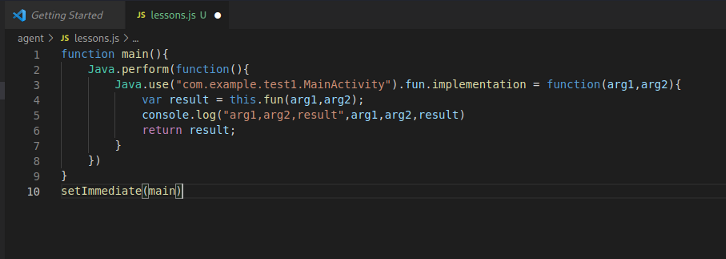 Getting Started
JS lessons.js U
agent > JS lessons.js > ...
1 function main(){
2 Java.perform(function(){
3 Java.use("com.example.test1.MainActivity").fun.implementation = function(arg1,arg2){
4 var result = this.fun(arg1,arg2);
5 console.log("arg1,arg2,result",arg1,arg2,result)
6 return result;
7 }
8 })
9 }
10 setImmediate(main)